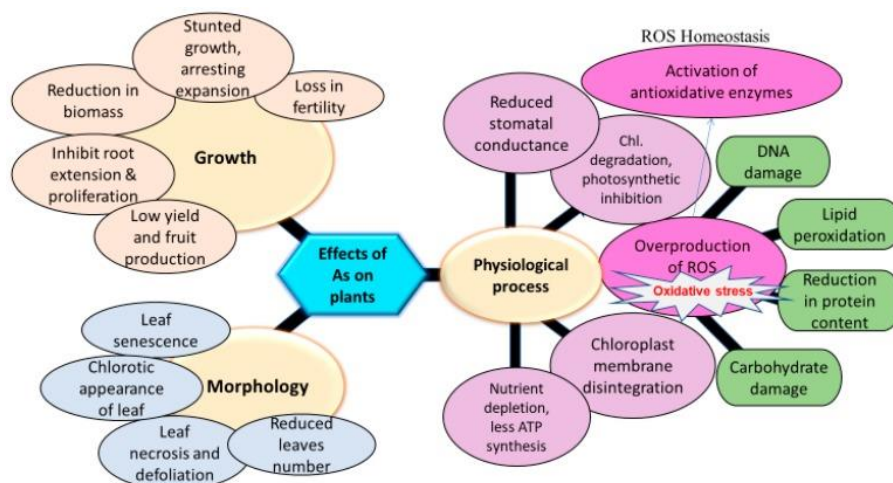 Stunted
growth,
arresting
expansion
Reduction in
biomass
Loss in
fertility
Inhibit root
extension &
proliferation
Growth
Low yield
and fruit
production
Effects of
As on
plants
Leaf
senescence
Chlorotic
appearance
of leaf
Morphology
Leaf
necrosis and
defoliation
Reduced
leaves
number
ROS Homeostasis
Activation of
antioxidative enzymes
Reduced
stomatal
conductance
Chl.
degradation,
photosynthetic
inhibition
Physiological
process
Overproduction
of ROS
Oxidative stress
DNA
damage
Lipid
peroxidation
Reduction
in protein
content
Carbohydrate
damage
Chloroplast
membrane
disintegration
Nutrient
depletion,
less ATP
synthesis